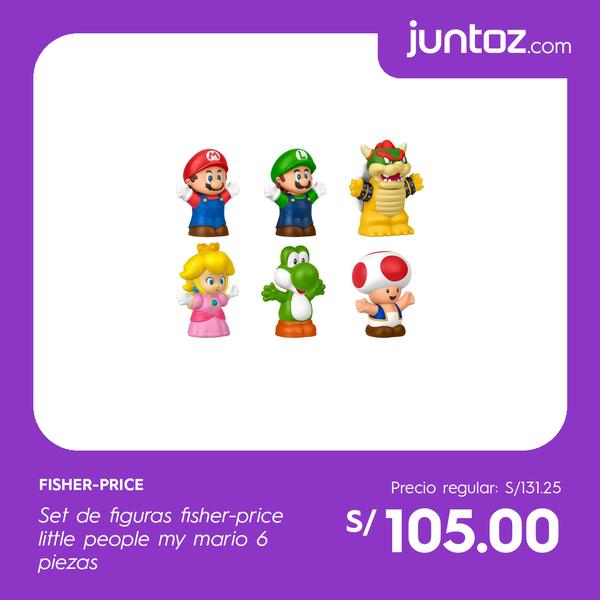 juntoz.com
M
L
FISHER-PRICE
Set de figuras fisher-price
little people my mario 6
piezas
Precio regular: S/131.25
S/105.00